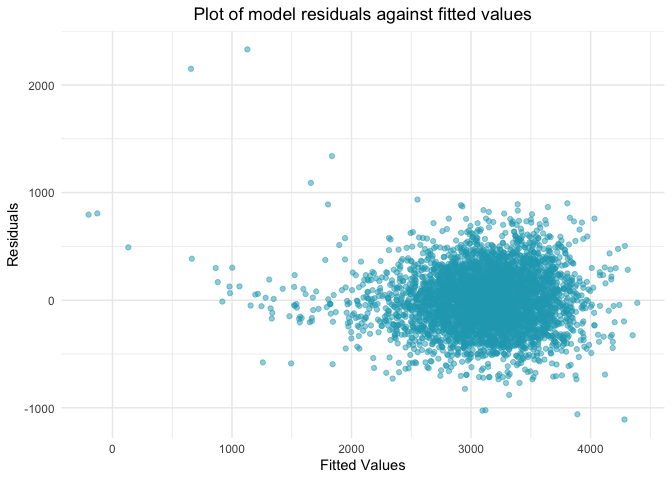 Plot of model residuals against fitted values
Residuals
2000
1000
0
-1000
0 1000 2000 3000 4000
Fitted Values